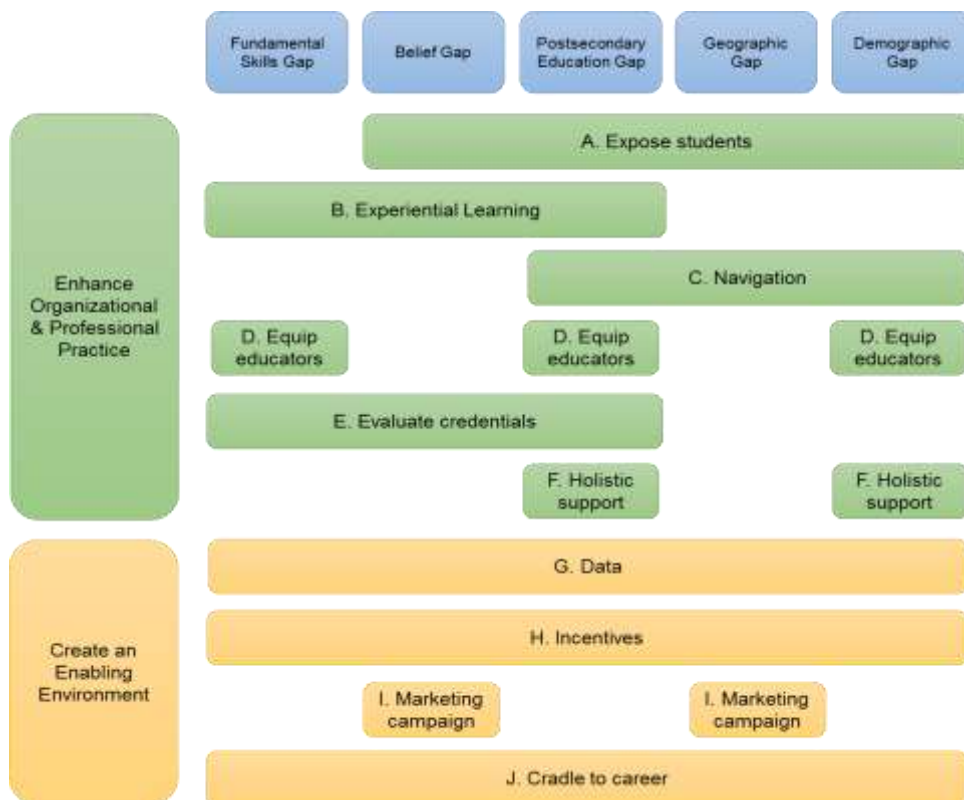 Fundamental
Skills Gap
Belief Gap
Postsecondary
Education Gap
Geographic
Gap
Demographic
Gap
Enhance
Organizational
& Professional
Practice
A. Expose students
B. Experiential Learning
C. Navigation
D. Equip
educators
D. Equip
educators
D. Equip
educators
E. Evaluate credentials
F. Holistic
support
F. Holistic
support
Create an
Enabling
Environment
G. Data
H. Incentives
I. Marketing
campaign
I. Marketing
campaign
J. Cradle to career